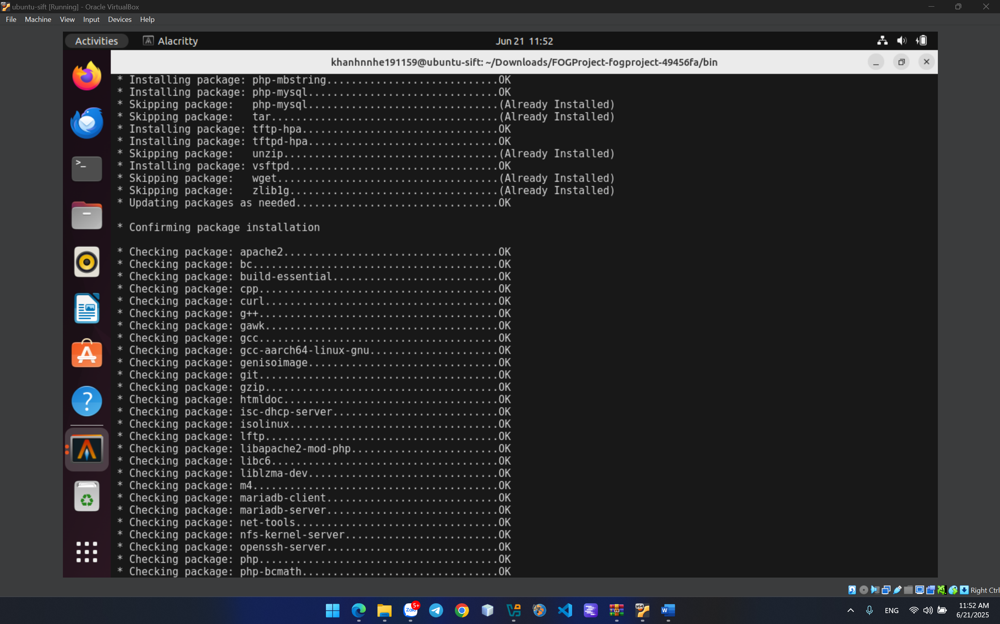 ubuntu-sift [Running] - Oracle VirtualBox
File Machine View Input Devices Help
Activities Alacritty Jun 21 11:52
khanhnnhe191159@ubuntu-sift: ~/Downloads/FOGProject-fogproject-49456fa/bin
* Installing package: php-mbstring............................OK
* Installing package: php-mysql...............................OK
* Skipping package:   php-mysql...............................(Already Installed)
* Skipping package:   tar.....................................(Already Installed)
* Installing package: tftp-hpa................................OK
* Installing package: tftpd-hpa...............................OK
* Skipping package:   unzip...................................(Already Installed)
* Installing package: vsftpd..................................OK
* Skipping package:   wget....................................(Already Installed)
* Skipping package:   zlib1g..................................(Already Installed)
* Updating packages as needed.................................OK
* Confirming package installation
* Checking package: apache2...................................OK
* Checking package: bc........................................OK
* Checking package: build-essential...........................OK
* Checking package: cpp.......................................OK
* Checking package: curl......................................OK
* Checking package: g++.......................................OK
* Checking package: gawk......................................OK
* Checking package: gcc.......................................OK
* Checking package: gcc-aarch64-linux-gnu.....................OK
* Checking package: genisoimage...............................OK
* Checking package: git.......................................OK
* Checking package: gzip......................................OK
* Checking package: htmldoc...................................OK
* Checking package: isc-dhcp-server...........................OK
* Checking package: isolinux..................................OK
* Checking package: lftp......................................OK
* Checking package: libapache2-mod-php........................OK
* Checking package: libc6.....................................OK
* Checking package: liblzma-dev...............................OK
* Checking package: m4........................................OK
* Checking package: mariadb-client............................OK
* Checking package: mariadb-server............................OK
* Checking package: net-tools.................................OK
* Checking package: nfs-kernel-server.........................OK
* Checking package: openssh-server............................OK
* Checking package: php.......................................OK
* Checking package: php-bcmath................................OK
Right Ctrl
Zalo 5+
x64
W
ENG
11:52 AM
6/21/2025